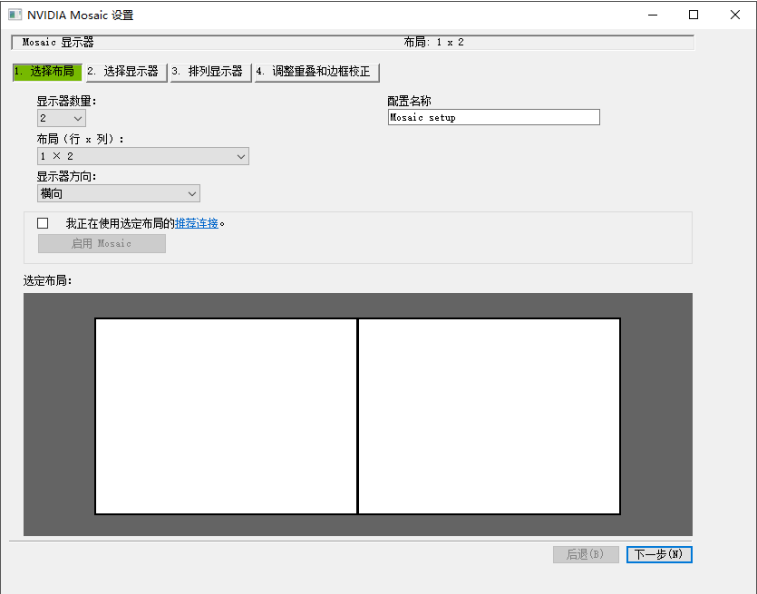 NVIDIA Mosaic 设置
Mosaic 显示器 布局: 1 x 2
1. 选择布局 2. 选择显示器 3. 排列显示器 4. 调整重叠和边框校正
显示器数量: 配置名称
2 Mosaic setup
布局（行 x 列）:
1 × 2
显示器方向:
横向
我正在使用选定布局的推荐连接。
启用 Mosaic
选定布局:
后退(B) 下一步(N)